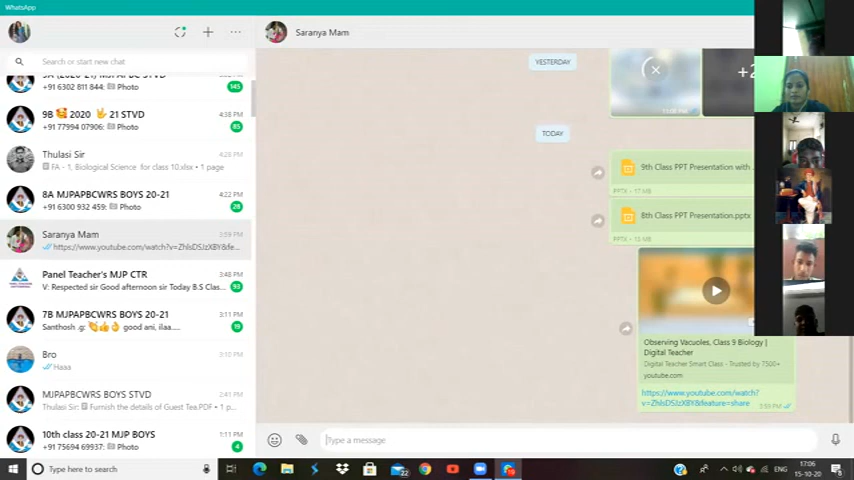 WhatsApp
Saranya Mam
Search or start new chat
9A (2020-21) MJPAPBC STVD
+91 6302 811 844: Photo
145
9B 🥰 2020 🤟 21 STVD
4:38 PM
+91 77994 07906: Photo
85
Thulasi Sir
4:28 PM
FA - 1, Biological Science for class 10.xlsx • 1 page
8A MJPAPBCWRS BOYS 20-21
4:22 PM
+91 6300 932 459: Photo
28
Saranya Mam
3:59 PM
https://www.youtube.com/watch?v=ZhlsDSJzXBY&fe...
Panel Teacher's MJP CTR
3:48 PM
V: Respected sir Good afternoon sir Today B.S Clas...
93
7B MJPAPBCWRS BOYS 20-21
3:11 PM
Santhosh .g: 👏👍👌 good ani, ilaa.....
19
Bro
3:10 PM
Haaa
MJPAPBCWRS BOYS STVD
2:41 PM
Thulasi Sir: Furnish the details of Guest Tea.PDF • 1 p...
10th class 20-21 MJP BOYS
1:11 PM
+91 75694 69937: Photo
4
YESTERDAY
+2
TODAY
9th Class PPT Presentation with ...
PPTX • 17 MB
8th Class PPT Presentation.pptx
PPTX • 15 MB
Observing Vacuoles, Class 9 Biology |
Digital Teacher
Digital Teacher Smart Class - Trusted by 7500+
youtube.com
https://www.youtube.com/watch?
v=ZhlsDSJzXBY&feature=share
3:59 PM
Type a message
Type here to search
22
ENG
17:06
15-10-20